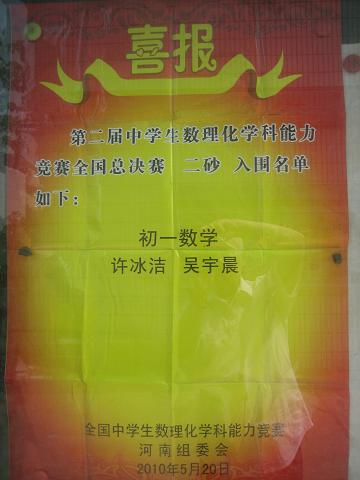 喜报
第二届中学生数理化学科能力
竞赛全国总决赛 二砂 入围名单
如下：
初一数学
许冰洁 吴宇晨
全国中学生数理化学科能力竞赛
河南组委会
2010年5月20日